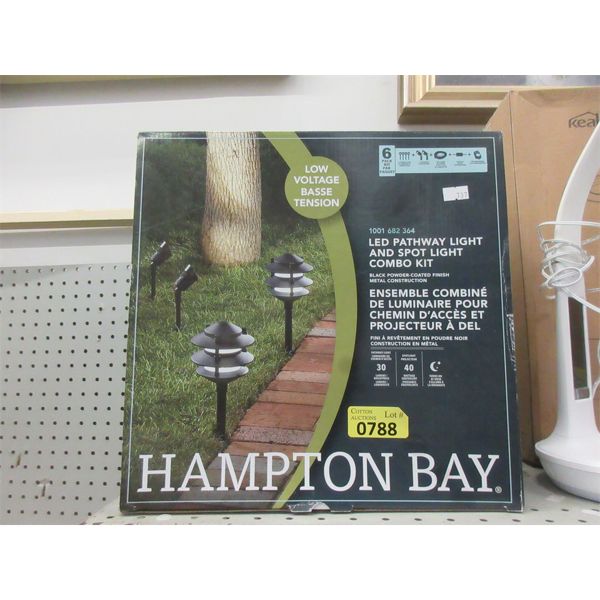 LOW
VOLTAGE
BASSE
TENSION
6
1001 682 364
LED PATHWAY LIGHT
AND SPOT LIGHT
COMBO KIT
BLACK POWDER-COATED FINISH
METAL CONSTRUCTION
ENSEMBLE COMBINÉ
DE LUMINAIRE POUR
CHEMIN D'ACCÈS ET
PROJECTEUR À DEL
FINI À REVÊTEMENT EN POUDRE NOIR
CONSTRUCTION EN MÉTAL
30
40
COTTON
AUCTIONS
Lot #
0788
HAMPTON BAY®